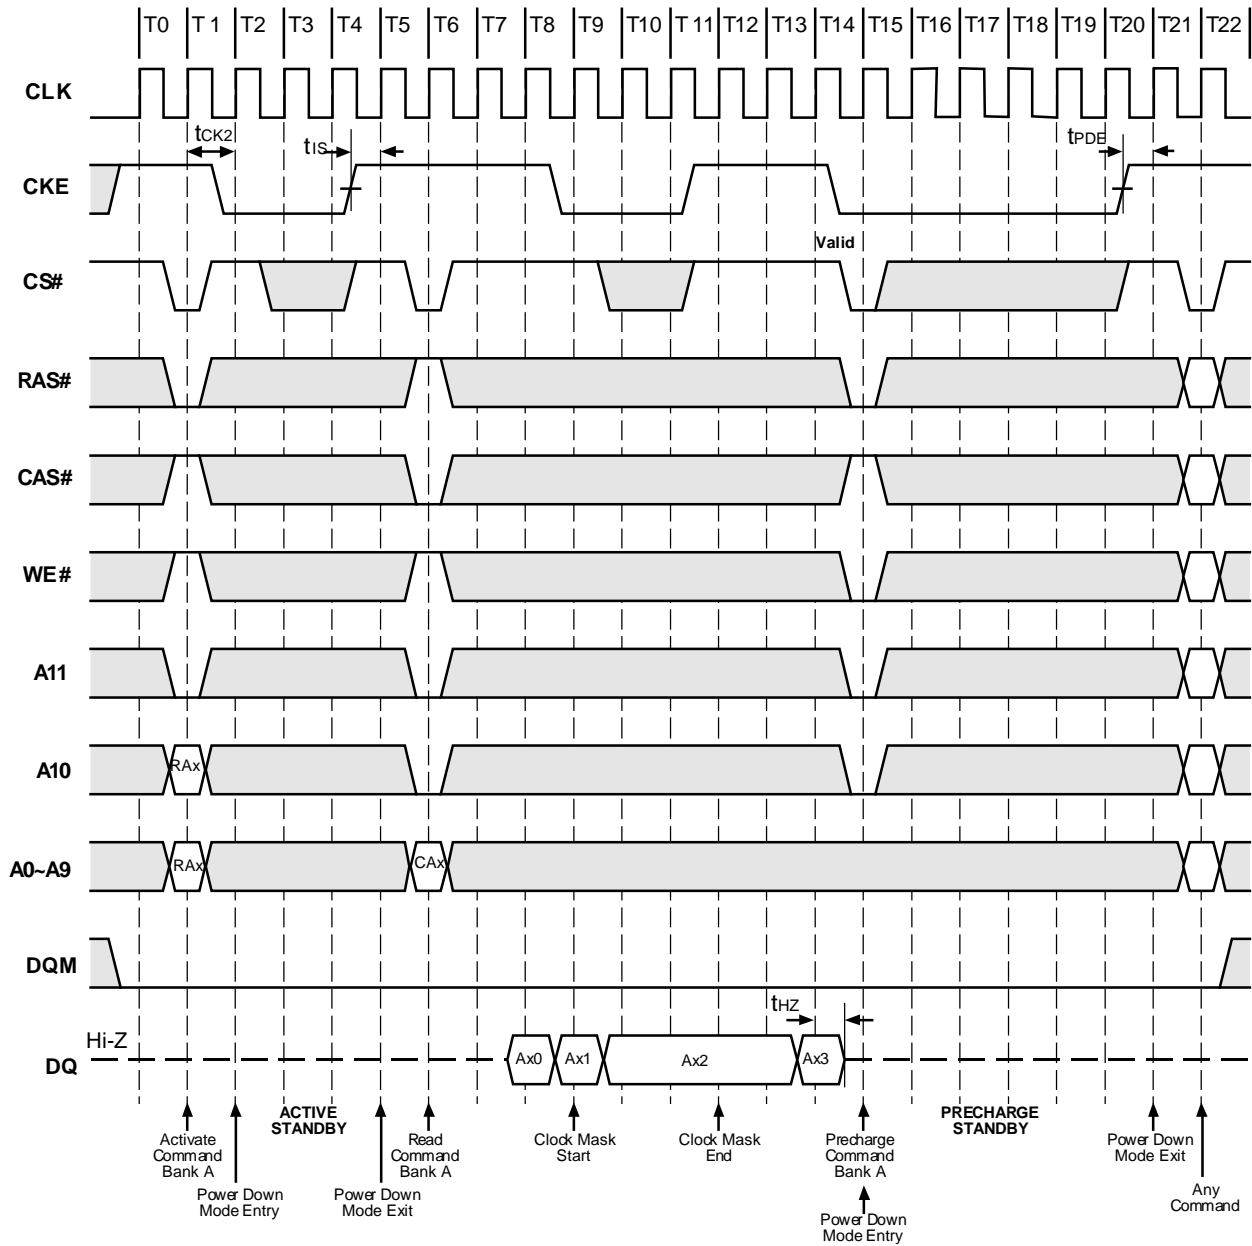 T0 T 1 T2 T3 T4 T5 T6 T7 T8 T9 T10 T 11 T12 T13 T14 T15 T16 T17 T18 T19 T20 T21 T22
CLK
tCK2
tIS
tPDE
CKE
Valid
CS#
RAS#
CAS#
WE#
A11
A10
RAx
A0~A9
RAx
CAx
DQM
tHZ
Hi-Z
DQ
Ax0
Ax1
Ax2
Ax3
Activate
Command
Bank A
Power Down
Mode Entry
ACTIVE
STANDBY
Power Down
Mode Exit
Read
Command
Bank A
Clock Mask
Start
Clock Mask
End
Precharge
Command
Bank A
Power Down
Mode Entry
PRECHARGE
STANDBY
Power Down
Mode Exit
Any
Command